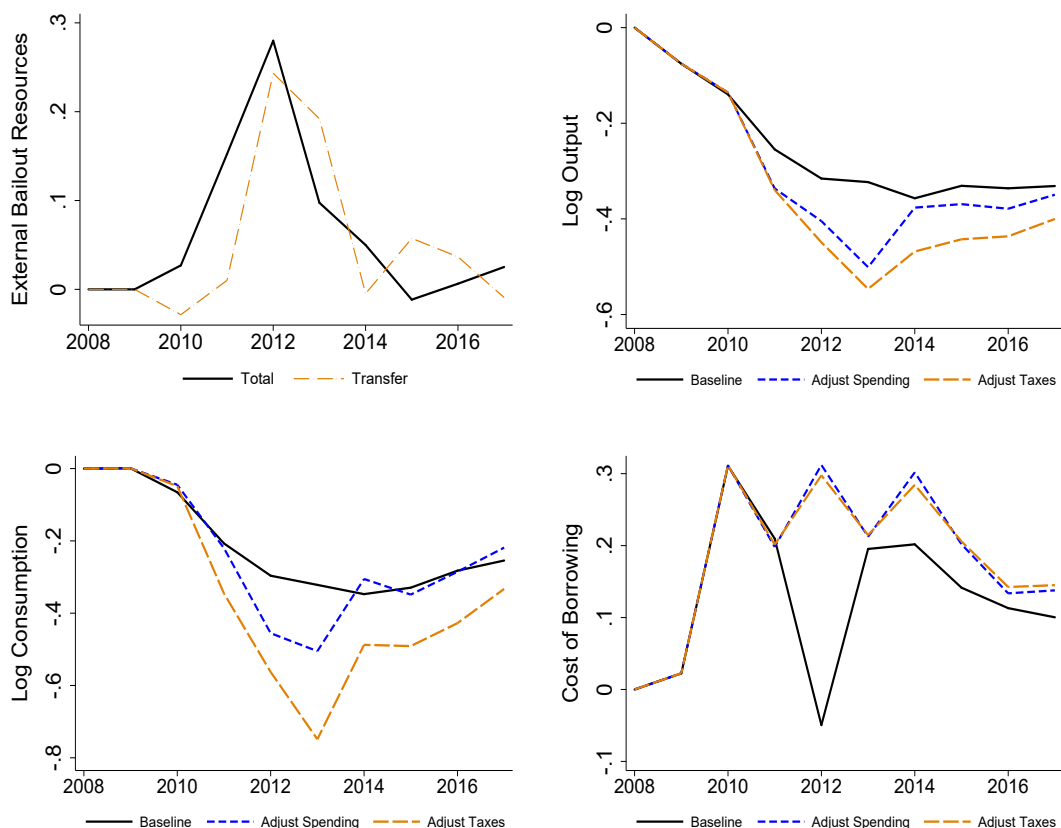 External Bailout Resources
.3
.2
.1
0
2008 2010 2012 2014 2016
Total Transfer
Log Output
0
-.2
-.4
-.6
2008 2010 2012 2014 2016
Baseline Adjust Spending Adjust Taxes
Log Consumption
0
-.2
-.4
-.6
-.8
2008 2010 2012 2014 2016
Baseline Adjust Spending Adjust Taxes
Cost of Borrowing
.3
.2
.1
0
-.1
2008 2010 2012 2014 2016
Baseline Adjust Spending Adjust Taxes